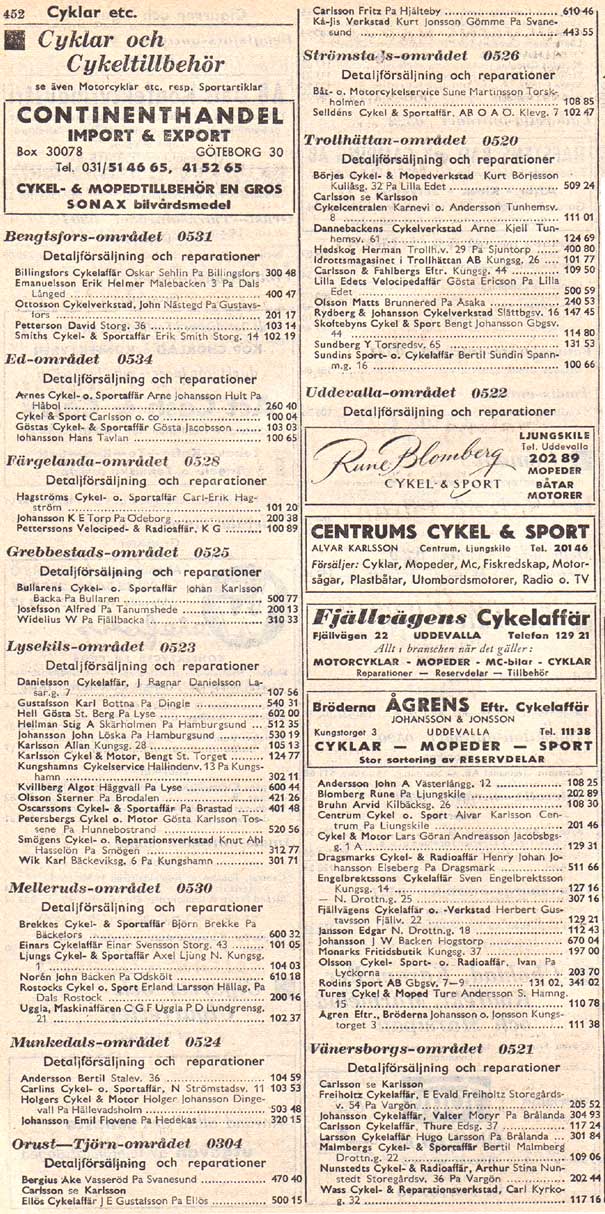 452 Cyklar etc.
Cyklar och
Cykeltillbehör
se även Motorcyklar etc. resp. Sportartiklar
CONTINENTHANDEL
IMPORT & EXPORT
Box 30078 GÖTEBORG 30
Tel. 031/51 46 65, 41 52 65
CYKEL- & MOPEDTILLBEHÖR EN GROS
SONAX bilvårdsmedel
Bengtsfors-området 0531
Detaljförsäljning och reparationer
Billingsfors Cykelaffär Oskar Sehlin Pa Billingsfors 300 48
Emanuelsson Erik Helmer Malebacken 3 Pa Dals
Långed 400 47
Ottosson Cykelverkstad, John Nästegd Pa Gustavs-
fors 201 17
Petterson David Storg. 36 103 14
Smiths Cykel- & Sportaffär Erik Smith Storg. 14 102 19
Ed-området 0534
Detaljförsäljning och reparationer
Arnes Cykel- o. Sportaffär Arne Johansson Hult Pa
Håbol 260 40
Cykel & Sport Carlsson o. co 100 04
Göstas Cykel- & Sportaffär Gösta Jacobsson 103 03
Johansson Hans Tavlan 100 65
Färgelanda-området 0528
Detaljförsäljning och reparationer
Hagströms Cykel- o. Sportaffär Carl-Erik Hag-
ström 101 20
Johansson K E Torp Pa Ödeborg 200 38
Petterssons Velociped- & Radioaffär, K G 100 89
Grebbestads-området 0525
Detaljförsäljning och reparationer
Bullarens Cykel- o. Sportaffär Johan Karlsson
Backa Pa Bullaren 500 77
Josefsson Alfred Pa Tanumshede 200 13
Widelius W Pa Fjällbacka 310 33
Lysekils-området 0523
Detaljförsäljning och reparationer
Danielsson Cykelaffär, J Ragnar Danielsson La-
sar.g. 7 107 56
Gustafsson Karl Bottna Pa Dingle 540 31
Hell Gösta St. Berg Pa Lyse 602 00
Hellman Stig A Skärholmen Pa Hamburgsund 512 35
Johansson John Löska Pa Hamburgsund 530 19
Karlsson Allan Kungsg. 28 105 13
Karlsson Cykel & Motor, Bengt St. Torget 124 77
Kungshamns Cykelservice Hallindenv. 13 Pa Kungs-
hamn 302 11
Kvillberg Algot Häggvall Pa Lyse 600 44
Olsson Sterner Pa Brodalen 421 26
Oscarssons Cykel- & Sportaffär Pa Brastad 401 48
Petersbergs Cykel o. Motor Gösta Karlsson Tos-
sene Pa Hunnebostrand 520 56
Smögens Cykel- o. Reparationsverkstad Knut Ahl
Hasselön Pa Smögen 312 77
Wik Karl Bäckeviksg. 6 Pa Kungshamn 301 71
Melleruds-området 0530
Detaljförsäljning och reparationer
Brekkes Cykel- & Sportaffär Björn Brekke Pa
Bäckefors 600 32
Einars Cykelaffär Einar Svensson Storg. 43 101 05
Ljungs Cykel- & Sportaffär Axel Ljung N. Kungsg.
1 104 03
Norén John Backen Pa Ödskölt 610 18
Rostocks Cykel o. Sport Erland Larsson Hällag. Pa
Dals Rostock 200 16
Uggla, Maskinaffären C G F Uggla P D Lundgrensg.
21 102 37
Munkedals-området 0524
Detaljförsäljning och reparationer
Andersson Bertil Stalev. 36 104 59
Carlins Cykel- o. Sportaffär, N Strömstadsv. 11 103 53
Holgers Cykel & Motor Holger Johansson Dinge-
vall Pa Hällevadsholm 503 48
Johansson Emil Flovene Pa Hedekas 320 15
Orust—Tjörn-området 0304
Detaljförsäljning och reparationer
Bergius Åke Vasseröd Pa Svanesund 470 40
Carlsson se Karlsson
Ellös Cykelaffär J E Gustafsson Pa Ellös 500 15
Carlsson Fritz Pa Hjälteby 610 46
Kå-Jis Verkstad Kurt Jonsson Gömme Pa Svane-
sund 443 55
Strömstads-området 0526
Detaljförsäljning och reparationer
Båt- o. Motorcykelservice Sune Martinsson Torsk-
holmen 108 85
Selldéns Cykel & Sportaffär, AB O A Ö. Klevg. 7 102 47
Trollhättan-området 0520
Detaljförsäljning och reparationer
Börjes Cykel- & Mopedverkstad Kurt Börjesson
Kullåsg. 32 Pa Lilla Edet 509 24
Carlsson se Karlsson
Cykelcentralen Karnevi o. Andersson Tunhemsv.
8 111 01
Dannebackens Cykelverkstad Arne Kjell Tun-
hemsv. 61 124 69
Hedskog Herman Trollh.v. 29 Pa Sjuntorp 400 80
Idrottsmagasinet i Trollhättan AB Kungsg. 26 101 77
Carlsson & Fahlbergs Eftr. Kungsg. 44 109 50
Lilla Edets Velocipedaffär Gösta Ericson Pa Lilla
Edet 500 59
Olsson Matts Brunnered Pa Åsaka 240 53
Rydberg & Johansson Cykelverkstad Slättbgsv. 16 147 45
Skoftebyns Cykel & Sport Bengt Johansson Gbgsv.
44 114 80
Sundberg Y Torsredsv. 65 131 53
Sundins Sport- o. Cykelaffär Bertil Sundin Spann-
m.g. 16 100 66
Uddevalla-området 0522
Detaljförsäljning och reparationer
Rune Blomberg
CYKEL- & SPORT
LJUNGSKILE
Tel. Uddevalla
202 89
MOPEDER
BÅTAR
MOTORER
CENTRUMS CYKEL & SPORT
ALVAR KARLSSON Centrum, Ljungskile Tel. 201 46
Försäljer: Cyklar, Mopeder, Mc, Fiskredskap, Motor-
sågar, Plastbåtar, Utombordsmotorer, Radio o. TV
Fjällvägens Cykelaffär
Fjällvägen 22 UDDEVALLA Telefon 129 21
Allt i branschen när det gäller:
MOTORCYKLAR - MOPEDER - MC-bilar - CYKLAR
Reparationer — Reservdelar — Tillbehör
Bröderna ÅGRENS Eftr. Cykelaffär
JOHANSSON & JONSSON
Kungstorget 3 UDDEVALLA Tel. 111 38
CYKLAR — MOPEDER — SPORT
Stor sortering av RESERVDELAR
Andersson John A Västerlångg. 12 108 25
Blomberg Rune Pa Ljungskile 202 89
Bruhn Arvid Kilbäcksg. 26 108 30
Centrum Cykel o. Sport Alvar Karlsson Cen-
trum Pa Ljungskile 201 46
Cykel & Motor Lars Göran Andreasson Jacobsbgs-
g. 1 A 129 31
Dragsmarks Cykel- & Radioaffär Henry Johan Jo-
hansson Elseberg Pa Dragsmark 511 66
Engelbrektssons Cykelaffär Sven Engelbrektsson
Kungsg. 14 127 16
— N. Drottn.g. 25 307 16
Fjällvägens Cykelaffär o. -Verkstad Herbert Gus-
tavsson Fjällv. 22 129 21
Jansson Edgar N. Drottn.g. 18 112 43
Johansson J W Backen Hogstorp 670 04
Monarks Fritidsbutik Kungsg. 37 197 00
Olsson Cykel- Sport- o. Radioaffär, Ivan Pa
Lyckorna 203 70
Rodins Sport AB Gbgsv. 7—9 131 02, 341 02
Tures Cykel & Moped Ture Andersson S. Hamng.
15 110 78
Ågren Eftr., Bröderna Johansson o. Jonsson Kungs-
torget 3 111 38
Vänersborgs-området 0521
Detaljförsäljning och reparationer
Carlsson se Karlsson
Freiholtz Cykelaffär, E Evald Freiholtz Storegårds-
v. 54 Pa Vargön 205 52
Johanssons Cykelaffär, Valter Moryr Pa Brålanda 304 93
Carlsson Cykelaffär, Thure Edsg. 37 117 24
Larsson Cykelaffär Hugo Larsson Pa Brålanda 301 84
Malmbergs Cykel- & Sportaffär Bertil Malmberg
Drottn.g. 22 109 06
Nunstedts Cykel- & Radioaffär, Arthur Stina Nun-
stedt Storegårdsv. 36 Pa Vargön 202 44
Wass Cykel- & Reparationsverkstad, Carl Kyrko-
g. 32 117 16